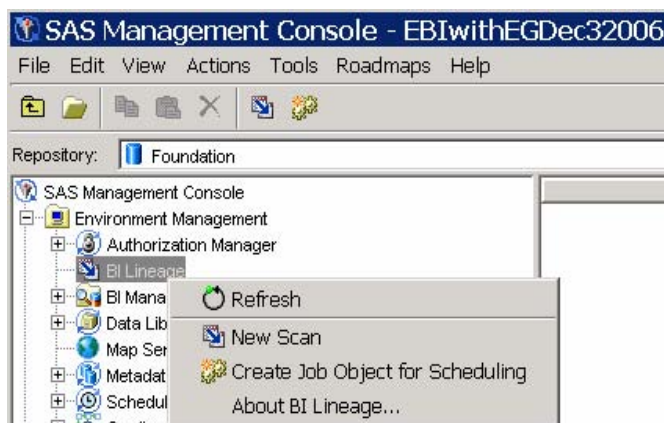 SAS Management Console - EBIwithEGDec32006
File Edit View Actions Tools Roadmaps Help
Repository: Foundation
SAS Management Console
Environment Management
Authorization Manager
BI Lineage
BI Mana
Data Lib
Map Ser
Metadat
Schedul
Refresh
New Scan
Create Job Object for Scheduling
About BI Lineage...